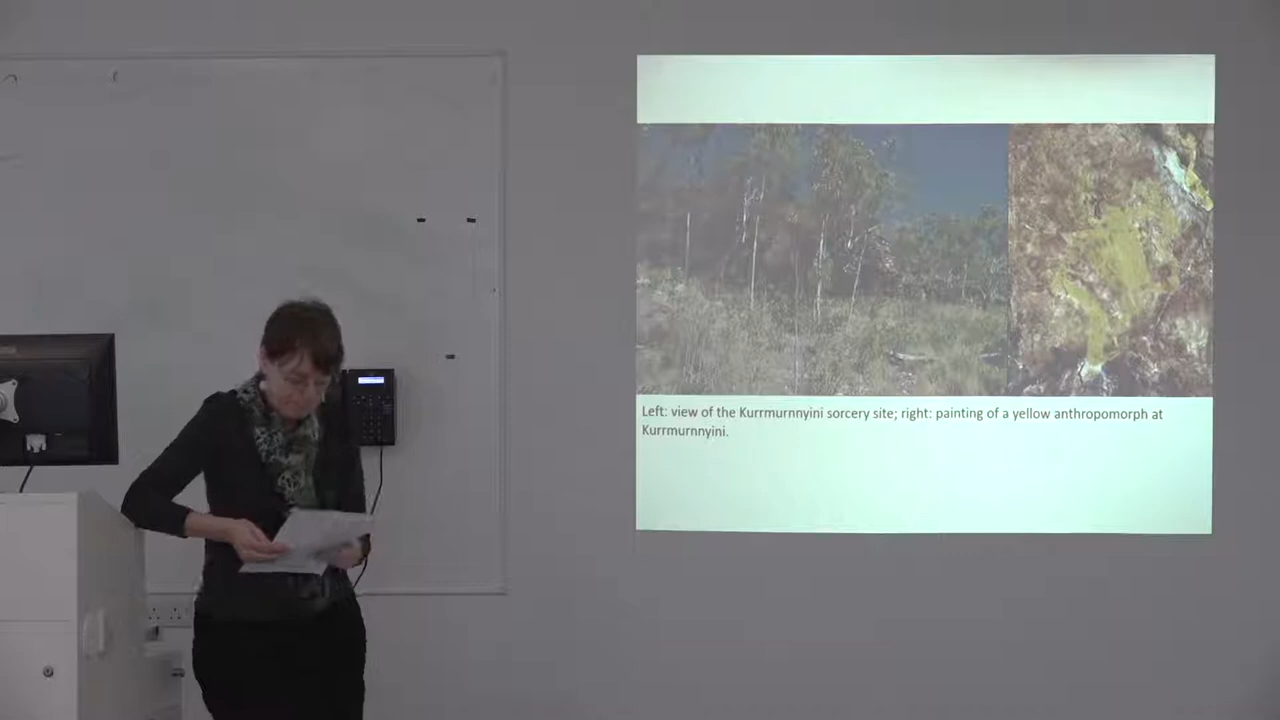 Left: view of the Kurrmurnnyini sorcery site; right: painting of a yellow anthropomorph at
Kurrmurnnyini.